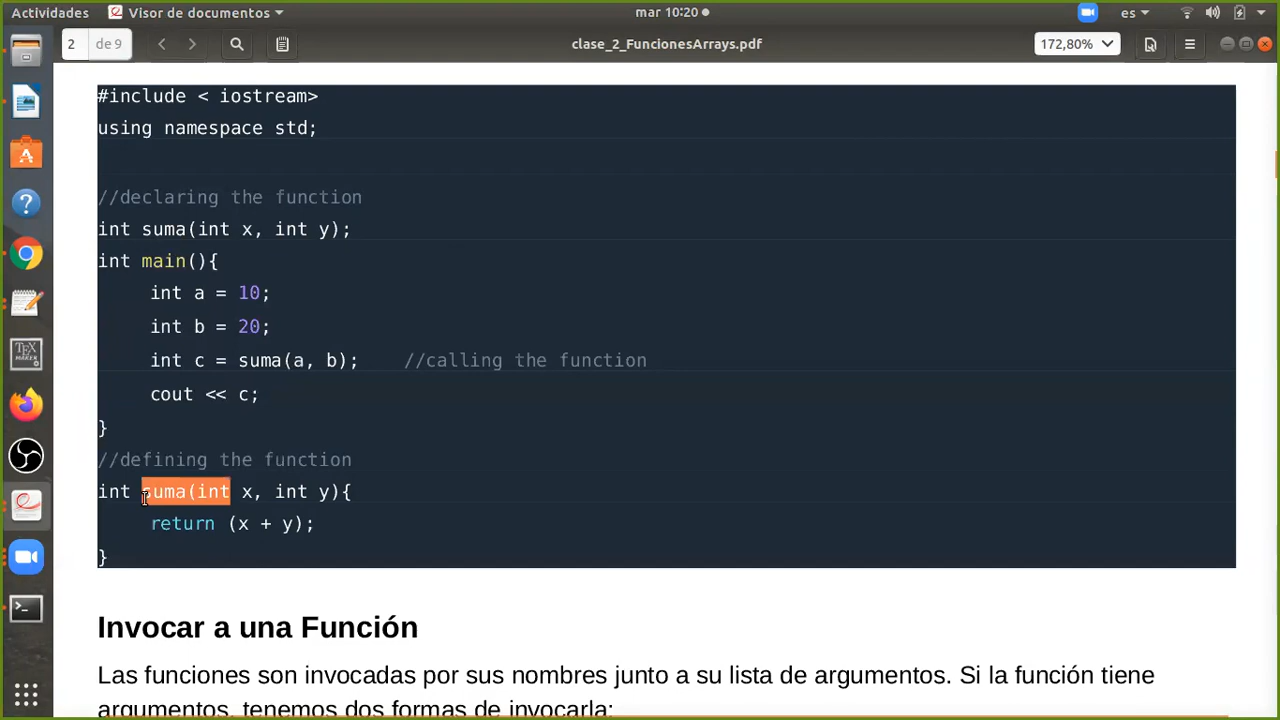 Actividades Visor de documentos mar 10:20 es
2 de 9 clase_2_FuncionesArrays.pdf 172,80%
#include < iostream>
using namespace std;
//declaring the function
int suma(int x, int y);
int main(){
int a = 10;
int b = 20;
int c = suma(a, b); //calling the function
cout << c;
}
//defining the function
int suma(int x, int y){
return (x + y);
}
Invocar a una Función
Las funciones son invocadas por sus nombres junto a su lista de argumentos. Si la función tiene
argumentos, tenemos dos formas de invocarla: